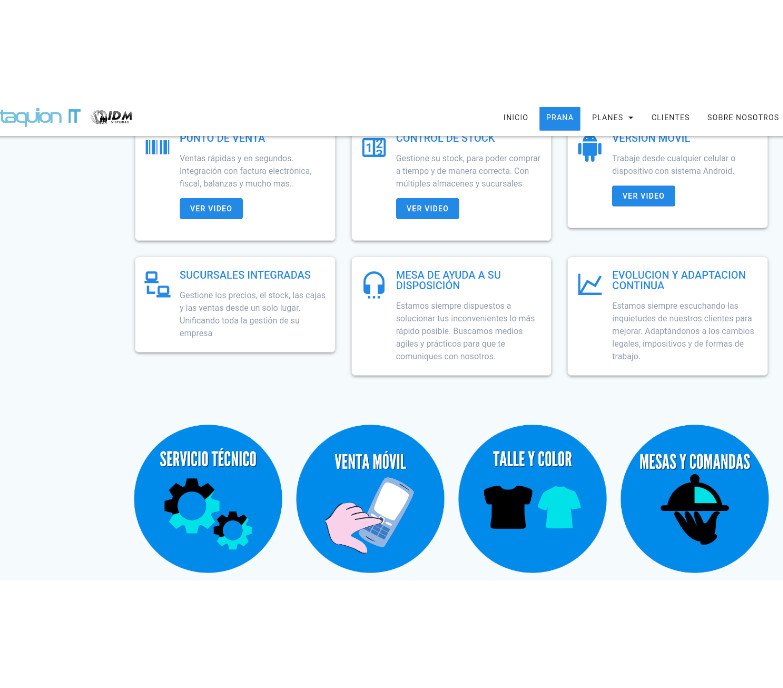 taquion IT IDM
INICIO PRANA PLANES CLIENTES SOBRE NOSOTROS
PUNTO DE VENTA
Ventas rápidas y en segundos.
Integración con factura electrónica,
fiscal, balanzas y mucho mas..
VER VIDEO
CONTROL DE STOCK
Gestione su stock, para poder comprar
a tiempo y de manera correcta. Con
múltiples almacenes y sucursales
VER VIDEO
VERSION MOVIL
Trabaje desde cualquier celular o
dispositivo con sistema Android.
VER VIDEO
SUCURSALES INTEGRADAS
Gestione los precios, el stock, las cajas
y las ventas desde un solo lugar.
Unificando toda la gestión de su
empresa
MESA DE AYUDA A SU
DISPOSICIÓN
Estamos siempre dispuestos a
solucionar tus inconvenientes lo más
rápido posible. Buscamos medios
agiles y prácticos para que te
comuniques con nosotros.
EVOLUCION Y ADAPTACION
CONTINUA
Estamos siempre escuchando las
inquietudes de nuestros clientes para
mejorar. Adaptándonos a los cambios
legales, impositivos y de formas de
trabajo.
SERVICIO TÉCNICO
VENTA MÓVIL
TALLE Y COLOR
MESAS Y COMANDAS